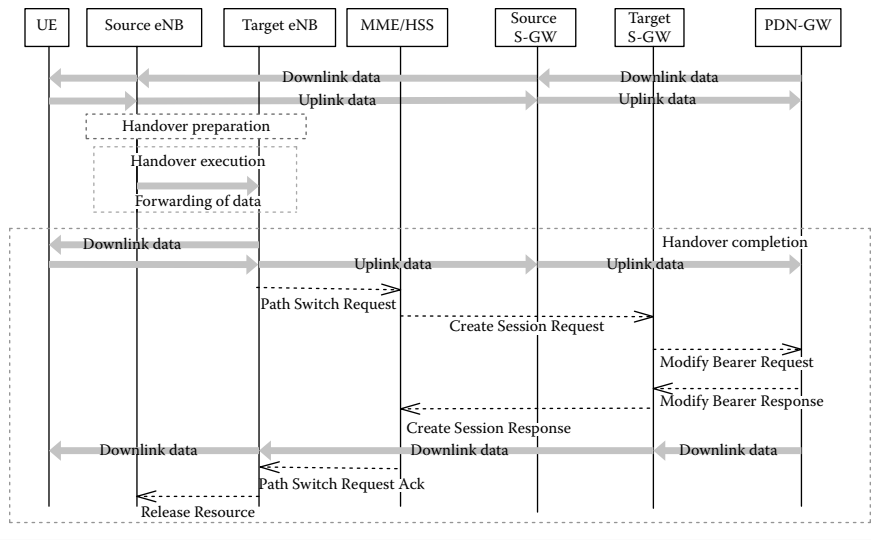 UE
Source eNB
Target eNB
MME/HSS
Source
S-GW
Target
S-GW
PDN-GW
Downlink data
Downlink data
Uplink data
Uplink data
Handover preparation
Handover execution
Forwarding of data
Downlink data
Handover completion
Uplink data
Uplink data
Path Switch Request
Create Session Request
Modify Bearer Request
Modify Bearer Response
Create Session Response
Downlink data
Downlink data
Downlink data
Path Switch Request Ack
Release Resource